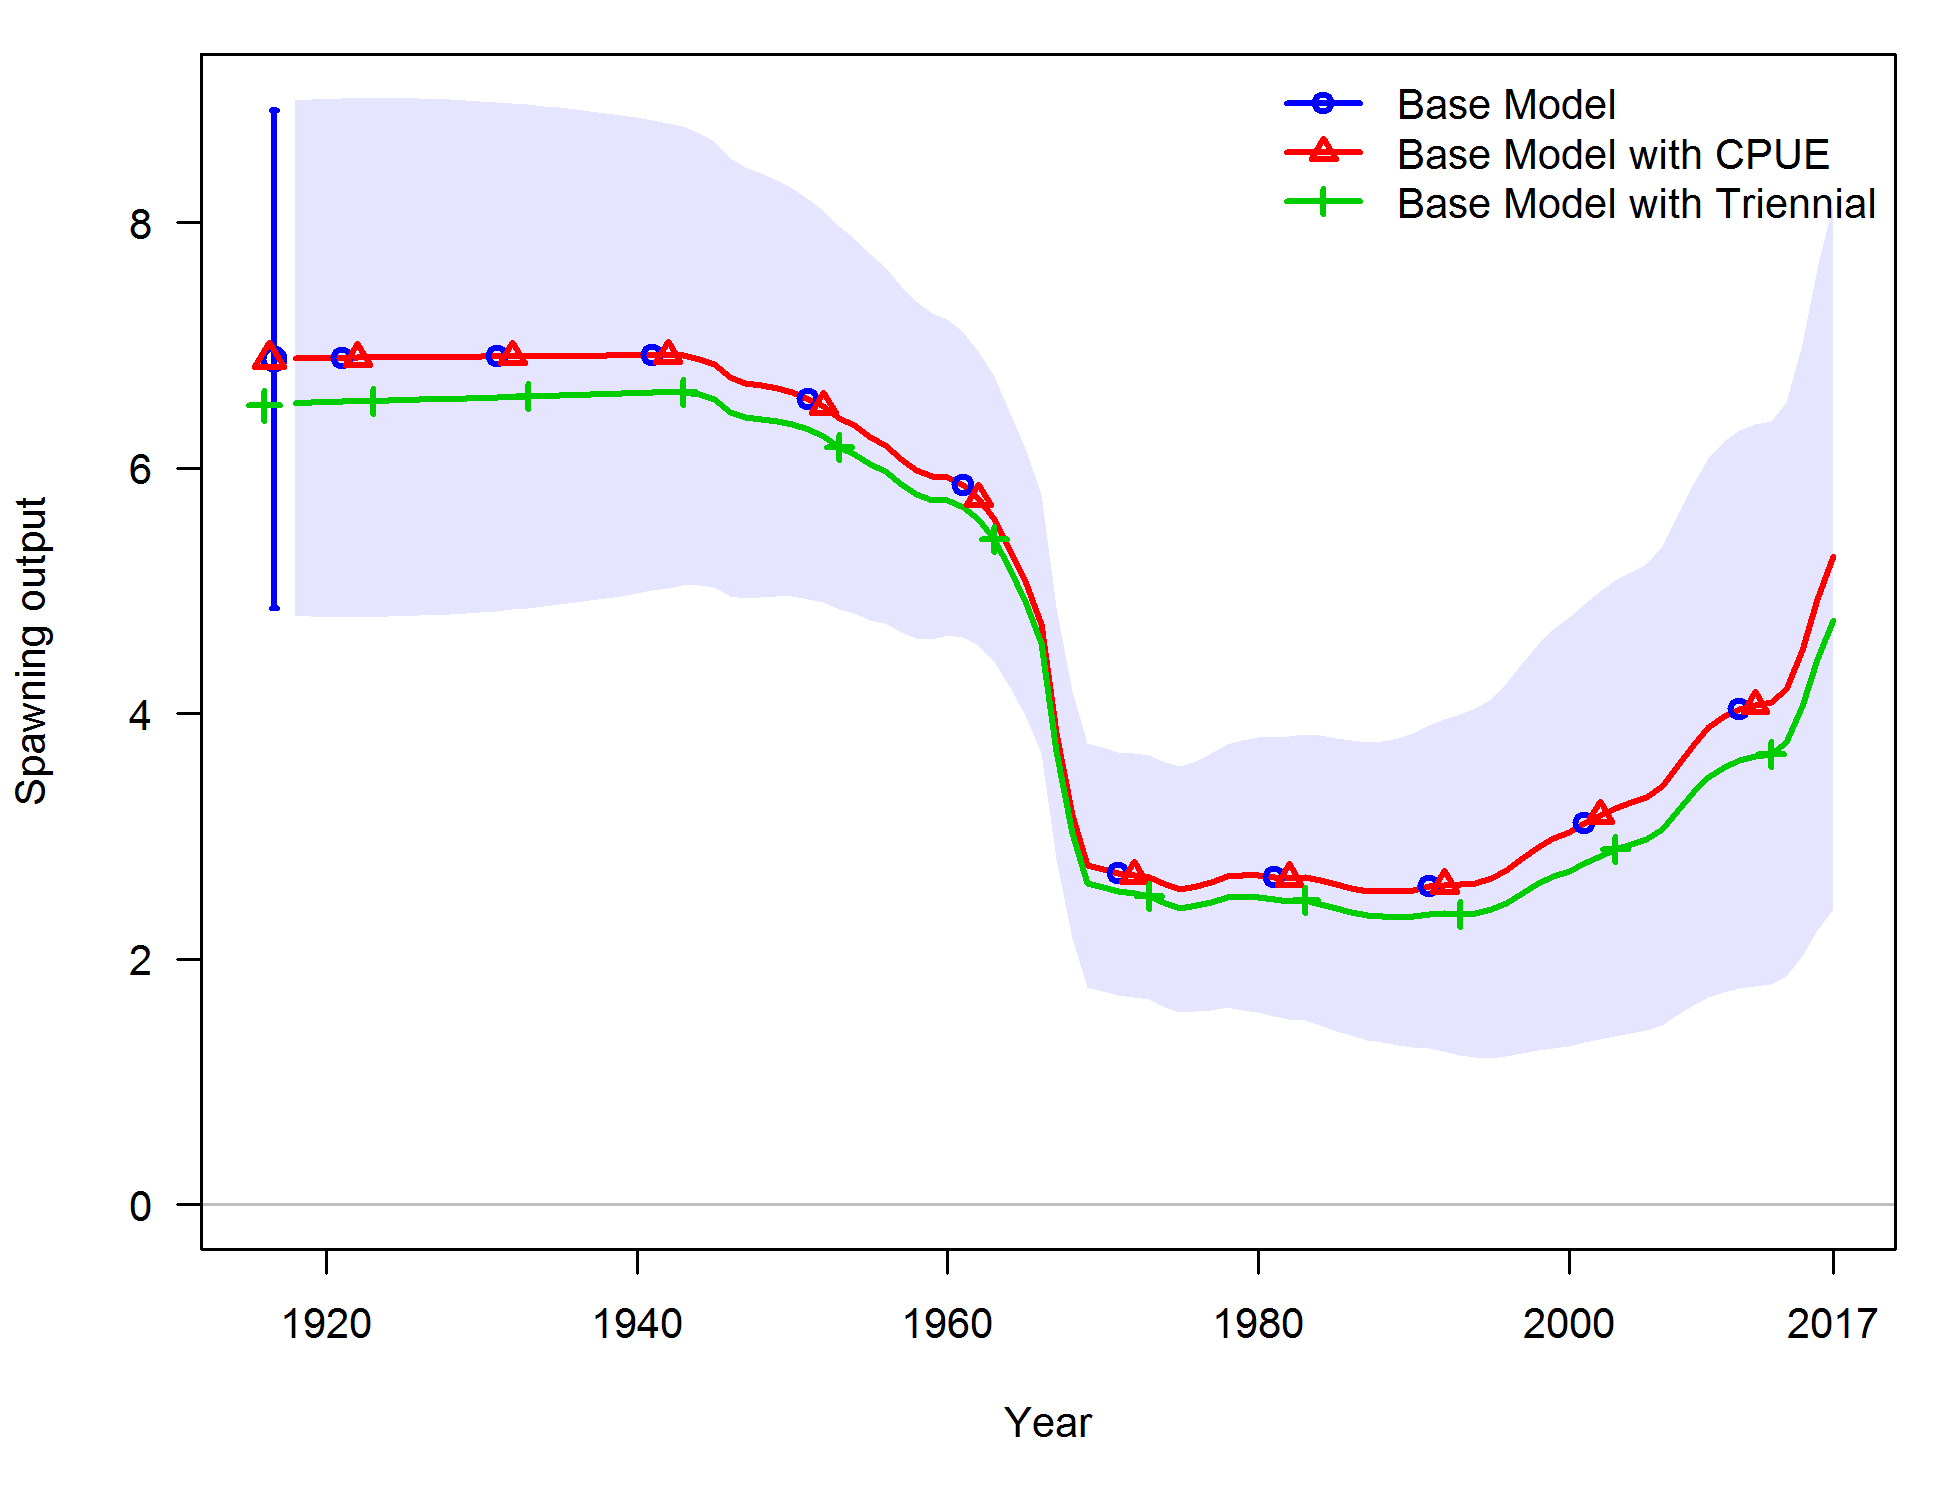 Base Model
Base Model with CPUE
Base Model with Triennial
8
6
4
2
0
Spawning output
1920 1940 1960 1980 2000 2017
Year